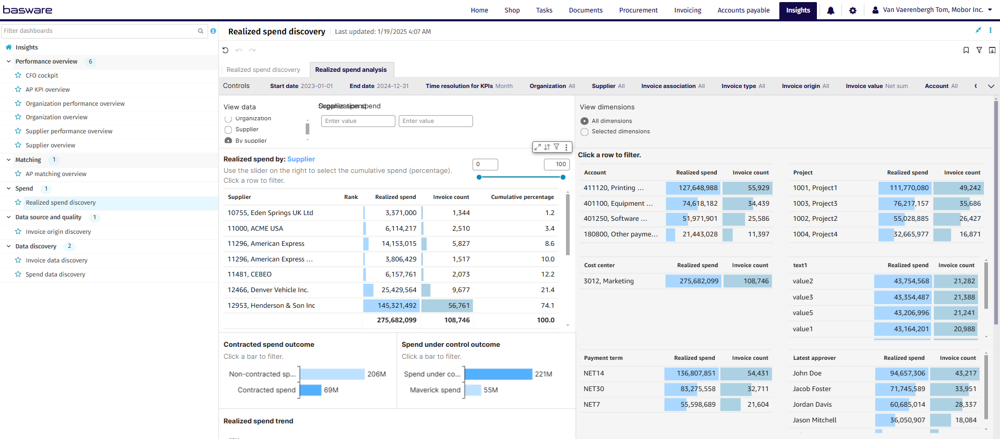 basware
Home Shop Tasks Documents Procurement Invoicing Accounts payable Insights Van Vaerenbergh Tom, Mobor Inc.
Filter dashboards
Insights
Performance overview 6
CFO cockpit
AP KPI overview
Organization performance overview
Organization overview
Supplier performance overview
Supplier overview
Matching 1
AP matching overview
Spend 1
Realized spend discovery
Data source and quality 1
Invoice origin discovery
Data discovery 2
Invoice data discovery
Spend data discovery
Realized spend discovery Last updated: 1/19/2025 4:07 AM
Realized spend discovery Realized spend analysis
Controls Start date 2023-01-01 End date 2024-12-31 Time resolution for KPIs Month Organization All Supplier All Invoice association All Invoice type All Invoice origin All Invoice value Net sum Account All
View data
Organization
Supplier
By supplier
Organization spend
Supplier spend
Enter value Enter value
Realized spend by: Supplier
Use the slider on the right to select the cumulative spend (percentage).
Click a row to filter.
0 100
Supplier Rank Realized spend Invoice count Cumulative percentage
10755, Eden Springs UK Ltd 3,371,000 1,344 1.2
11000, ACME USA 6,114,217 2,510 3.4
11296, American Express 14,153,015 5,827 8.6
11296, American Express ... 3,806,429 1,517 10.0
11481, CEBEO 6,157,761 2,073 12.2
12466, Denver Vehicle Inc. 25,429,564 9,677 21.4
12953, Henderson & Son Inc 145,321,492 56,761 74.1
275,682,099 108,746 100.0
Contracted spend outcome
Click a bar to filter.
Non-contracted sp... 206M
Contracted spend 69M
Spend under control outcome
Click a bar to filter.
Spend under co... 221M
Maverick spend 55M
Realized spend trend
View dimensions
All dimensions
Selected dimensions
Click a row to filter.
Account Realized spend Invoice count
411120, Printing ... 127,648,988 55,929
401100, Equipment ... 74,618,182 34,439
401250, Software ... 51,971,901 25,586
180800, Other payme... 21,443,028 11,397
Project Realized spend Invoice count
1001, Project1 111,770,080 49,242
1003, Project3 76,217,157 35,686
1002, Project2 55,028,885 26,427
1004, Project4 32,665,977 16,871
Cost center Realized spend Invoice count
3012, Marketing 275,682,099 108,746
text1 Realized spend Invoice count
value2 43,754,568 21,282
value3 43,354,487 21,388
value5 43,206,996 21,241
value1 43,164,201 20,988
Payment term Realized spend Invoice count
NET14 136,807,851 54,431
NET30 83,275,558 32,711
NET7 55,598,689 21,604
Latest approver Realized spend Invoice count
John Doe 94,657,306 43,217
Jacob Foster 71,745,589 33,951
Jordan Davis 60,685,014 28,337
Jason Mitchell 36,050,907 18,084